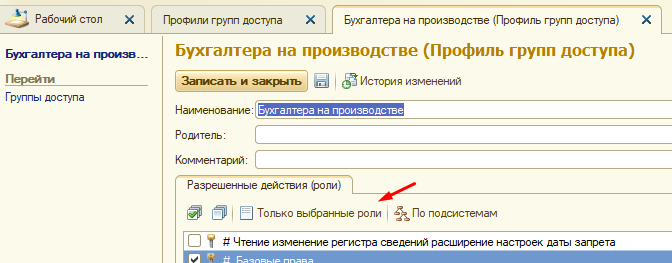 Рабочий стол
Профили групп доступа
Бухгалтера на производстве (Профиль групп доступа)
Бухгалтера на произв...
Перейти
Группы доступа
Бухгалтера на производстве (Профиль групп доступа)
Записать и закрыть
История изменений
Наименование: Бухгалтера на производстве
Родитель:
Комментарий:
Разрешенные действия (роли)
Только выбранные роли
По подсистемам
# Чтение изменение регистра сведений расширение настроек даты запрета
# Базовые права